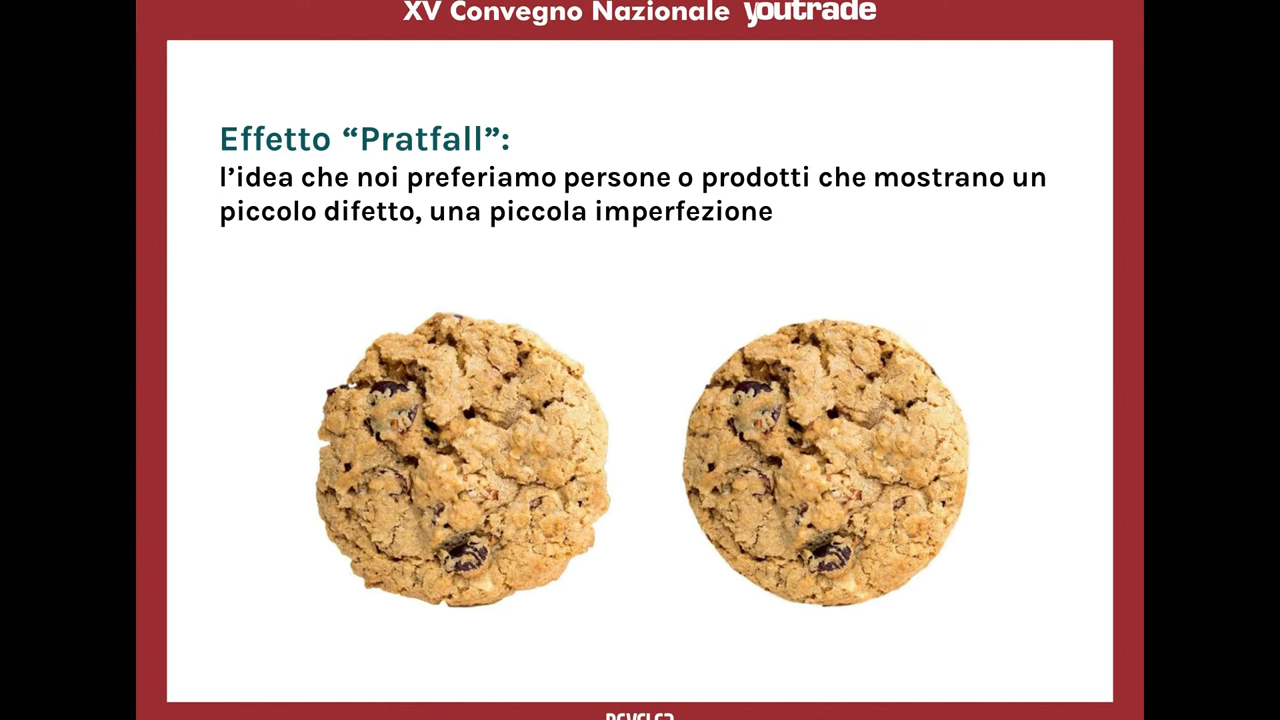 XV Convegno Nazionale youtrade
Effetto “Pratfall”:
l’idea che noi preferiamo persone o prodotti che mostrano un
piccolo difetto, una piccola imperfezione